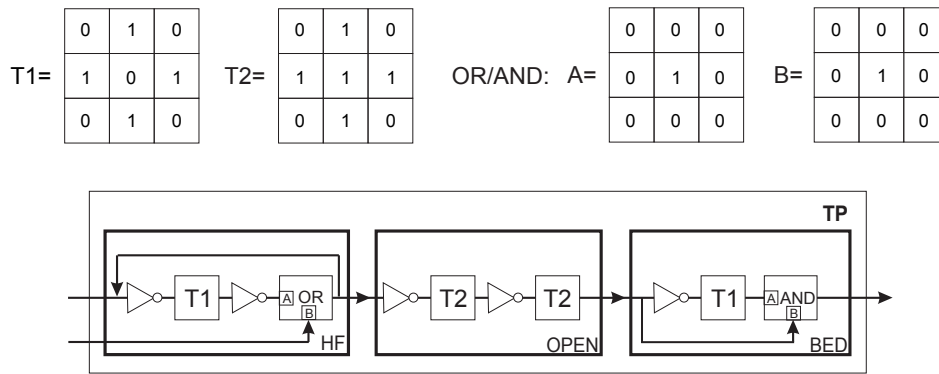 0 1 0 0 1 0 0 0 0 0 0 0
T1= 1 0 1 T2= 1 1 1 OR/AND: A= 0 1 0 B= 0 1 0
0 1 0 0 1 0 0 0 0 0 0 0
TP
T1 A OR B HF
T2 T2 OPEN
T1 A AND B BED